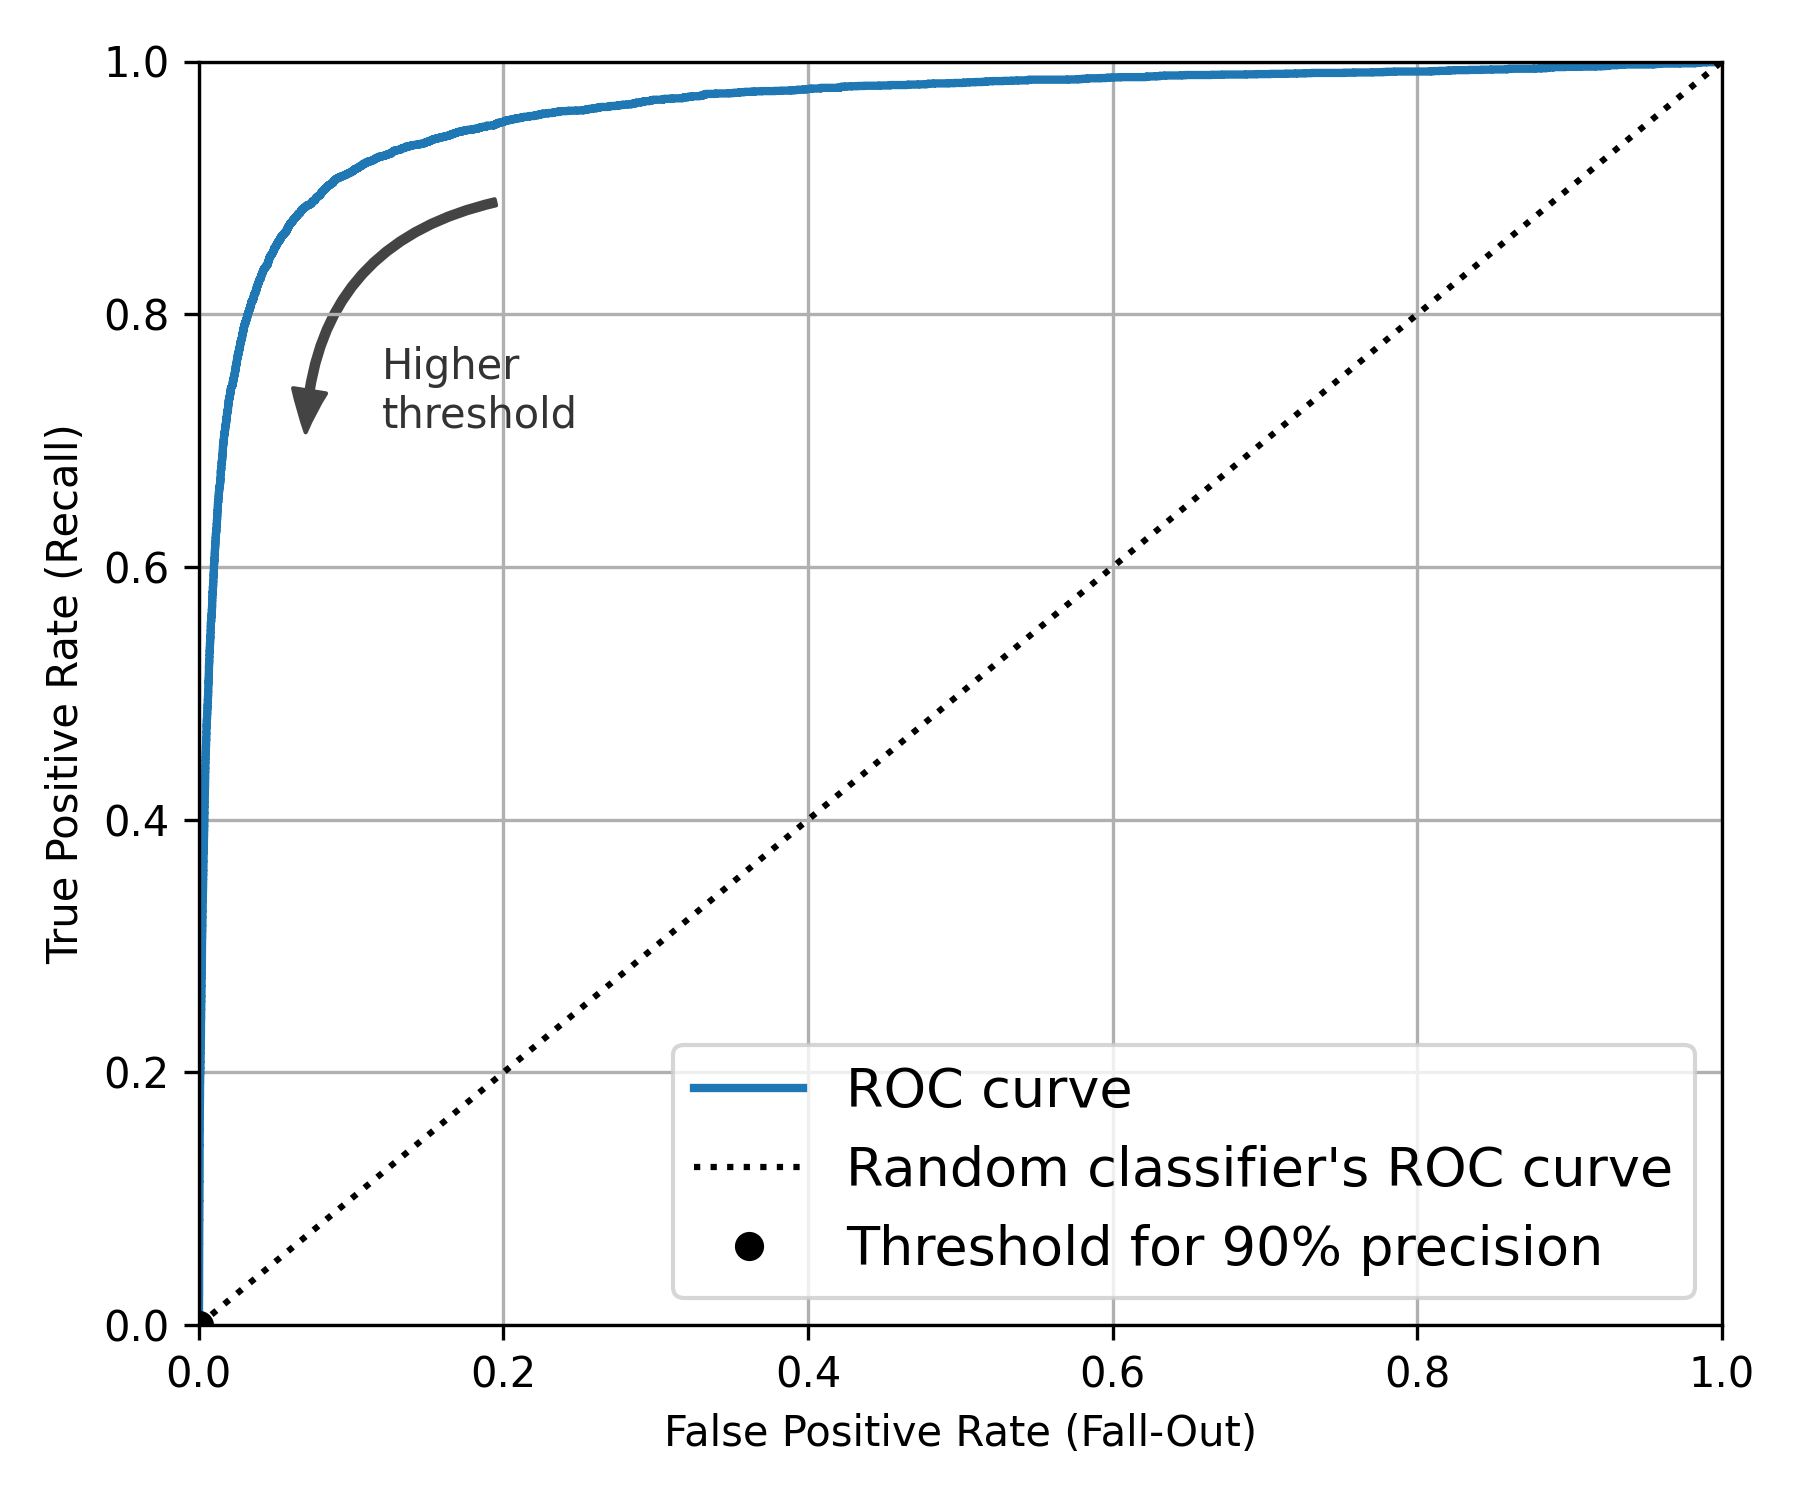 1.0
0.8
0.6
0.4
0.2
0.0
True Positive Rate (Recall)
Higher
threshold
ROC curve
Random classifier's ROC curve
Threshold for 90% precision
0.0 0.2 0.4 0.6 0.8 1.0
False Positive Rate (Fall-Out)